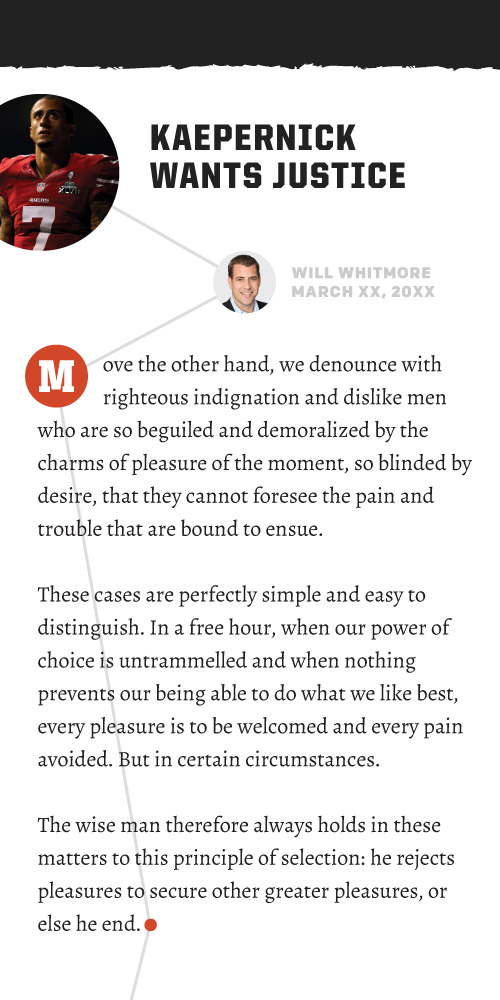 KAEPERNICK
WANTS JUSTICE
7
WILL WHITMORE
MARCH XX, 20XX
Move the other hand, we denounce with
righteous indignation and dislike men
who are so beguiled and demoralized by the
charms of pleasure of the moment, so blinded by
desire, that they cannot foresee the pain and
trouble that are bound to ensue.
These cases are perfectly simple and easy to
distinguish. In a free hour, when our power of
choice is untrammelled and when nothing
prevents our being able to do what we like best,
every pleasure is to be welcomed and every pain
avoided. But in certain circumstances.
The wise man therefore always holds in these
matters to this principle of selection: he rejects
pleasures to secure other greater pleasures, or
else he end.